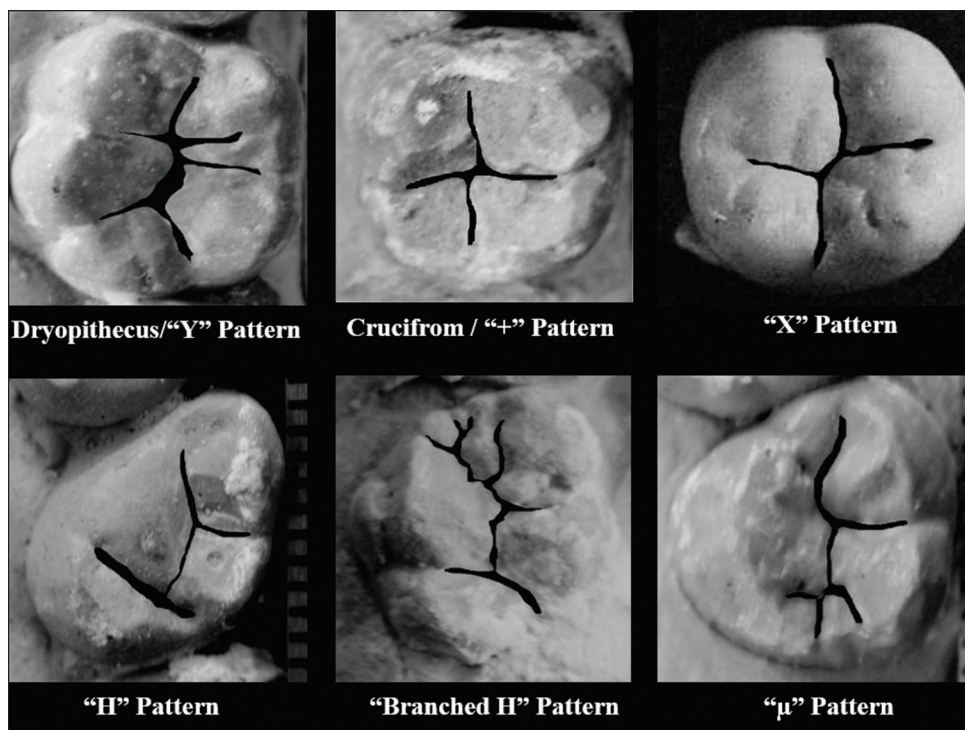 Dryopithecus/“Y” Pattern
Crucifrom / “+” Pattern
“X” Pattern
“H” Pattern
“Branched H” Pattern
“µ” Pattern